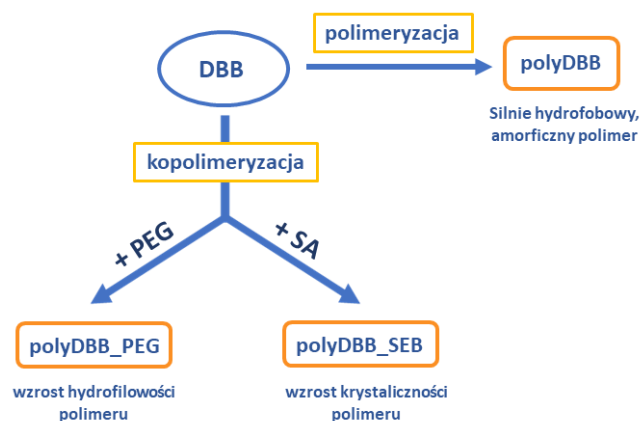 polimeryzacja
DBB
polyDBB
Silnie hydrofobowy,
amorficzny polimer
kopolimeryzacja
+ PEG
+ SA
polyDBB_PEG
polyDBB_SEB
wzrost hydrofilowości
polimeru
wzrost krystaliczności
polimeru